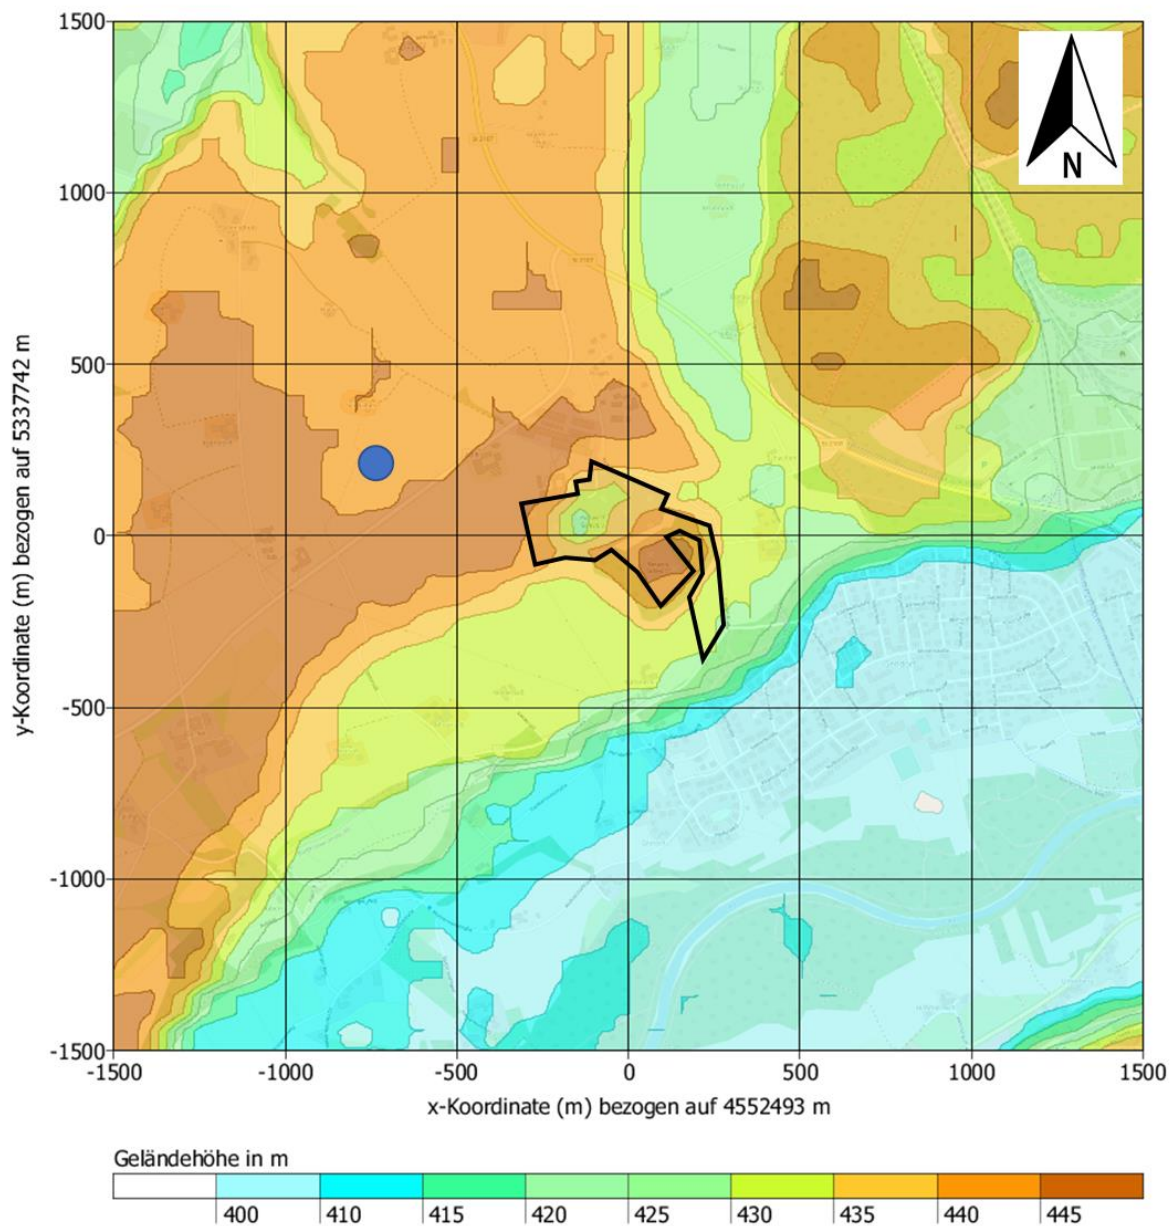 1500
1000
500
0
-500
-1000
-1500
y-Koordinate (m) bezogen auf 5337742 m
N
-1500 -1000 -500 0 500 1000 1500
x-Koordinate (m) bezogen auf 4552493 m
Geländehöhe in m
400 410 415 420 425 430 435 440 445